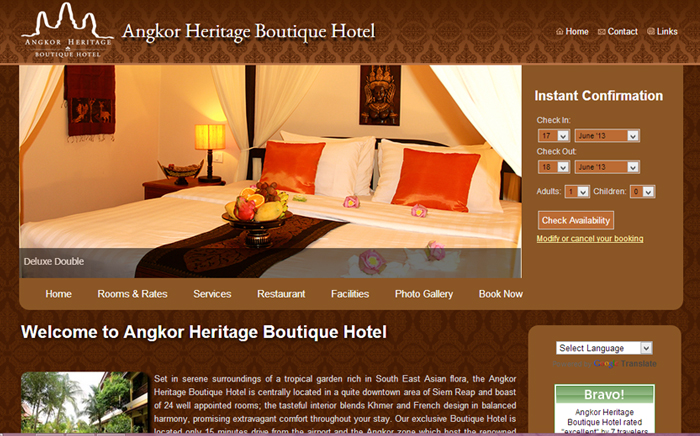 ANGKOR HERITAGE
BOUTIQUE HOTEL
Angkor Heritage Boutique Hotel
Home Contact Links
Deluxe Double
Instant Confirmation
Check In:
17 June '13
Check Out:
18 June '13
Adults: 1 Children: 0
Check Availability
Modify or cancel your booking
Home Rooms & Rates Services Restaurant Facilities Photo Gallery Book Now
Welcome to Angkor Heritage Boutique Hotel
Set in serene surroundings of a tropical garden rich in South East Asian flora, the Angkor
Heritage Boutique Hotel is centrally located in a quite downtown area of Siem Reap and boast
of 24 well appointed rooms; the tasteful interior blends Khmer and French design in balanced
harmony, promising extravagant comfort throughout your stay. Our exclusive Boutique Hotel is
located only 15 minutes drive from the airport and the Angkor zone which host the renowned
Select Language
Translate
Bravo!
Angkor Heritage
Boutique Hotel rated
"excellent" by 7 travelers